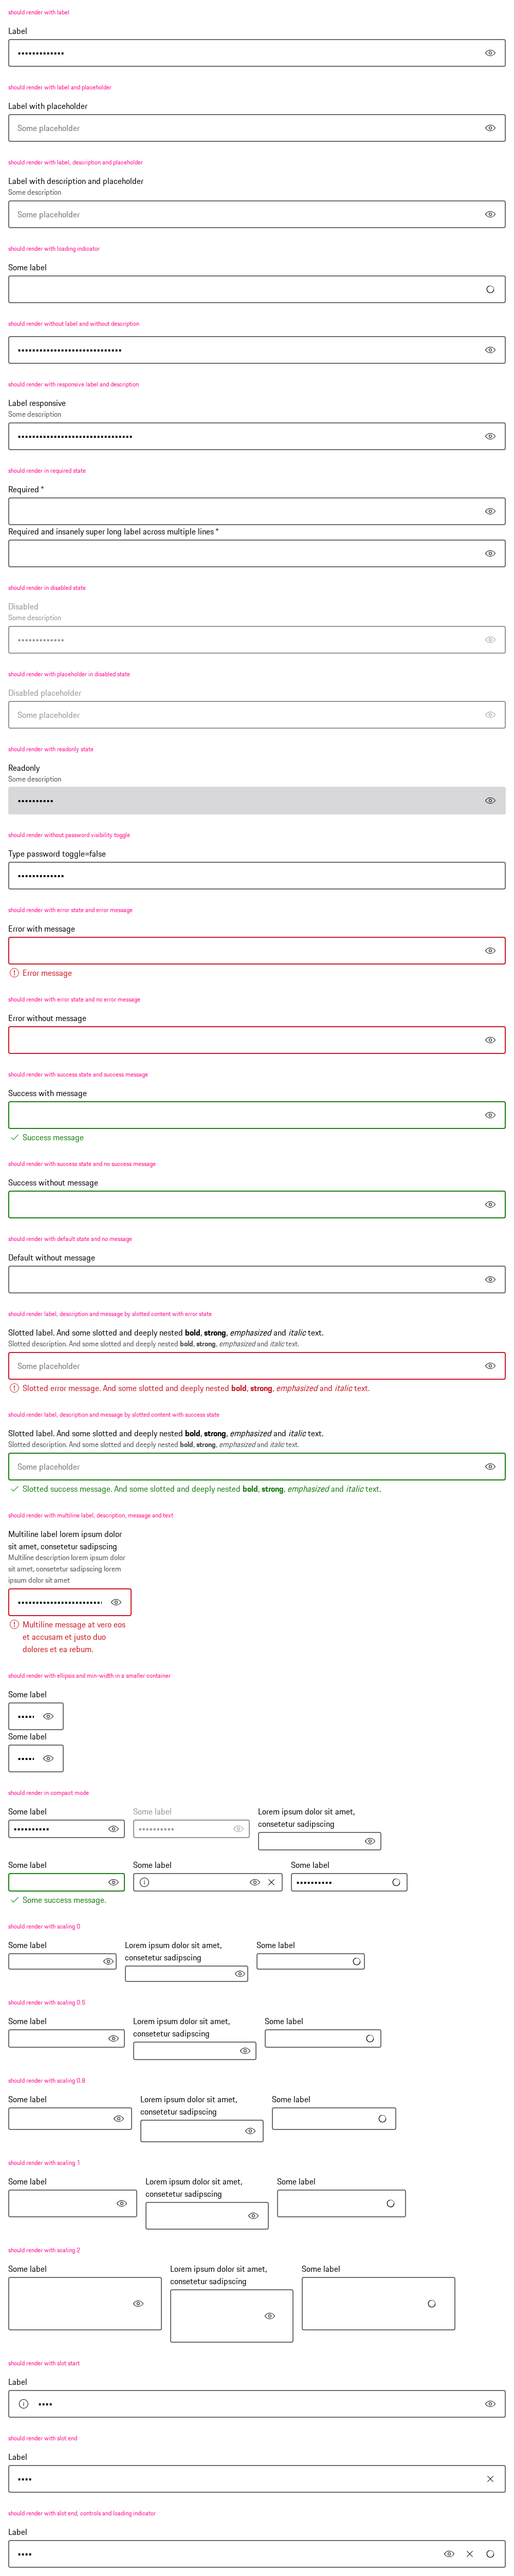 should render with label
Label
•••••••••••••
should render with label and placeholder
Label with placeholder
Some placeholder
should render with label, description and placeholder
Label with description and placeholder
Some description
Some placeholder
should render with loading indicator
Some label
should render without label and without description
•••••••••••••••••••••••••••••
should render with responsive label and description
Label responsive
Some description
••••••••••••••••••••••••••••••••
should render in required state
Required *
Required and insanely super long label across multiple lines *
should render in disabled state
Disabled
Some description
•••••••••••••
should render with placeholder in disabled state
Disabled placeholder
Some placeholder
should render with readonly state
Readonly
Some description
••••••••••
should render without password visibility toggle
Type password toggle=false
•••••••••••••
should render with error state and error message
Error with message
Error message
should render with error state and no error message
Error without message
should render with success state and success message
Success with message
Success message
should render with success state and no success message
Success without message
should render with default state and no message
Default without message
should render label, description and message by slotted content with error state
Slotted label. And some slotted and deeply nested bold, strong, emphasized and italic text.
Slotted description. And some slotted and deeply nested bold, strong, emphasized and italic text.
Some placeholder
Slotted error message. And some slotted and deeply nested bold, strong, emphasized and italic text.
should render label, description and message by slotted content with success state
Slotted label. And some slotted and deeply nested bold, strong, emphasized and italic text.
Slotted description. And some slotted and deeply nested bold, strong, emphasized and italic text.
Some placeholder
Slotted success message. And some slotted and deeply nested bold, strong, emphasized and italic text.
should render with multiline label, description, message and text
Multiline label lorem ipsum dolor
sit amet, consetetur sadipscing
Multiline description lorem ipsum dolor
sit amet, consetetur sadipscing lorem
ipsum dolor sit amet
•••••••••••••••••••••••
Multiline message at vero eos
et accusam et justo duo
dolores et ea rebum.
should render with ellipsis and min-width in a smaller container
Some label
•••••
Some label
•••••
should render in compact mode
Some label
••••••••••
Some label
••••••••••
Lorem ipsum dolor sit amet,
consetetur sadipscing
Some label
Some success message.
Some label
Some label
••••••••••
should render with scaling 0
Some label
Lorem ipsum dolor sit amet,
consetetur sadipscing
Some label
should render with scaling 0.5
Some label
Lorem ipsum dolor sit amet,
consetetur sadipscing
Some label
should render with scaling 0.8
Some label
Lorem ipsum dolor sit amet,
consetetur sadipscing
Some label
should render with scaling 1
Some label
Lorem ipsum dolor sit amet,
consetetur sadipscing
Some label
should render with scaling 2
Some label
Lorem ipsum dolor sit amet,
consetetur sadipscing
Some label
should render with slot start
Label
••••
should render with slot end
Label
••••
should render with slot end, controls and loading indicator
Label
••••